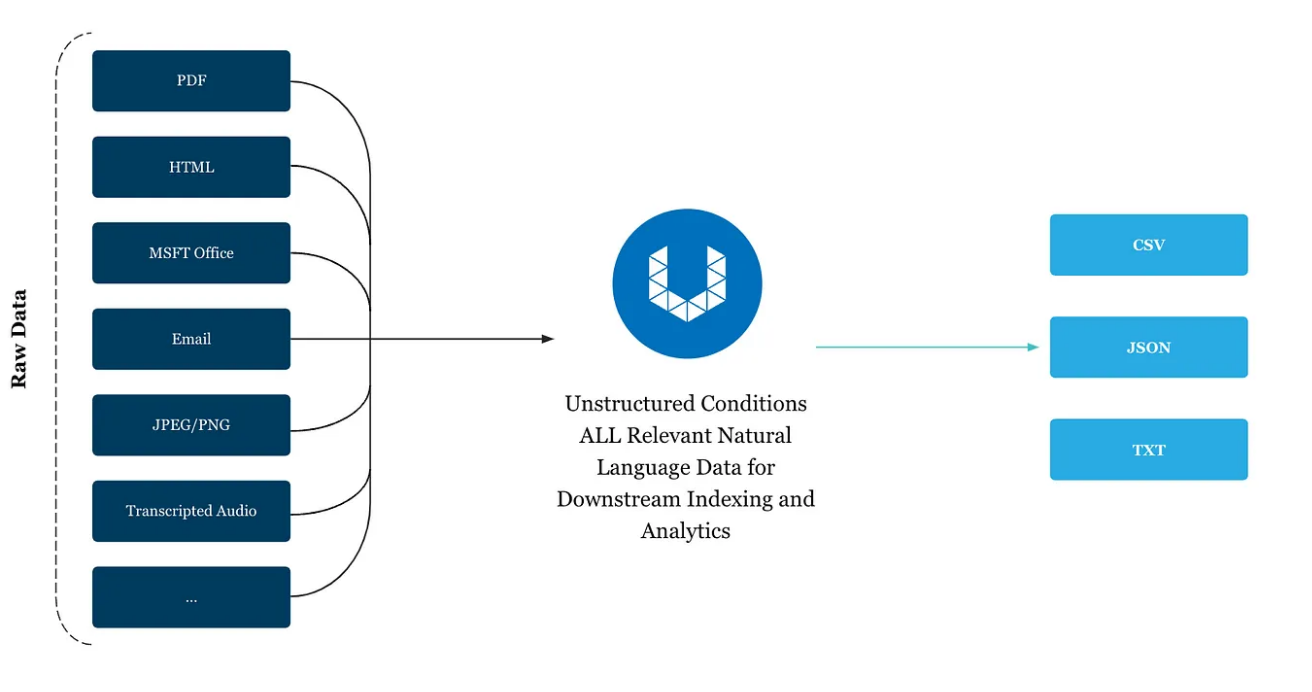 Raw Data
PDF
HTML
MSFT Office
Email
JPEG/PNG
Transcripted Audio
...
Unstructured Conditions
ALL Relevant Natural
Language Data for
Downstream Indexing and
Analytics
CSV
JSON
TXT